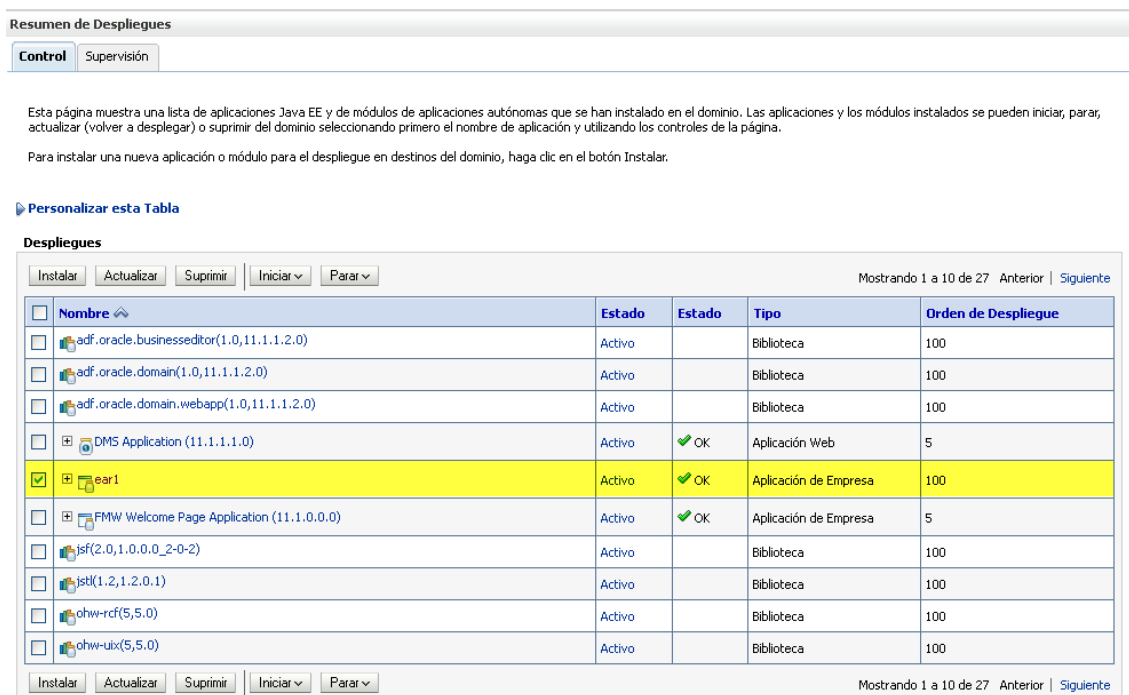 Resumen de Despliegues
Control Supervisión
Esta página muestra una lista de aplicaciones Java EE y de módulos de aplicaciones autónomas que se han instalado en el dominio. Las aplicaciones y los módulos instalados se pueden iniciar, parar,
actualizar (volver a desplegar) o suprimir del dominio seleccionando primero el nombre de aplicación y utilizando los controles de la página.
Para instalar una nueva aplicación o módulo para el despliegue en destinos del dominio, haga clic en el botón Instalar.
Personalizar esta Tabla
Despliegues
Instalar Actualizar Suprimir Iniciar Parar Mostrando 1 a 10 de 27 Anterior | Siguiente
Nombre Estado Estado Tipo Orden de Despliegue
adf.oracle.businesseditor(1.0,11.1.1.2.0) Activo Biblioteca 100
adf.oracle.domain(1.0,11.1.1.2.0) Activo Biblioteca 100
adf.oracle.domain.webapp(1.0,11.1.1.2.0) Activo Biblioteca 100
DMS Application (11.1.1.1.0) Activo OK Aplicación Web 5
ear1 Activo OK Aplicación de Empresa 100
FMW Welcome Page Application (11.1.0.0.0) Activo OK Aplicación de Empresa 5
jsf(2.0,1.0.0.0_2-0-2) Activo Biblioteca 100
jstl(1.2,1.2.0.1) Activo Biblioteca 100
ohw-rcf(5,5.0) Activo Biblioteca 100
ohw-uix(5,5.0) Activo Biblioteca 100
Instalar Actualizar Suprimir Iniciar Parar Mostrando 1 a 10 de 27 Anterior | Siguiente